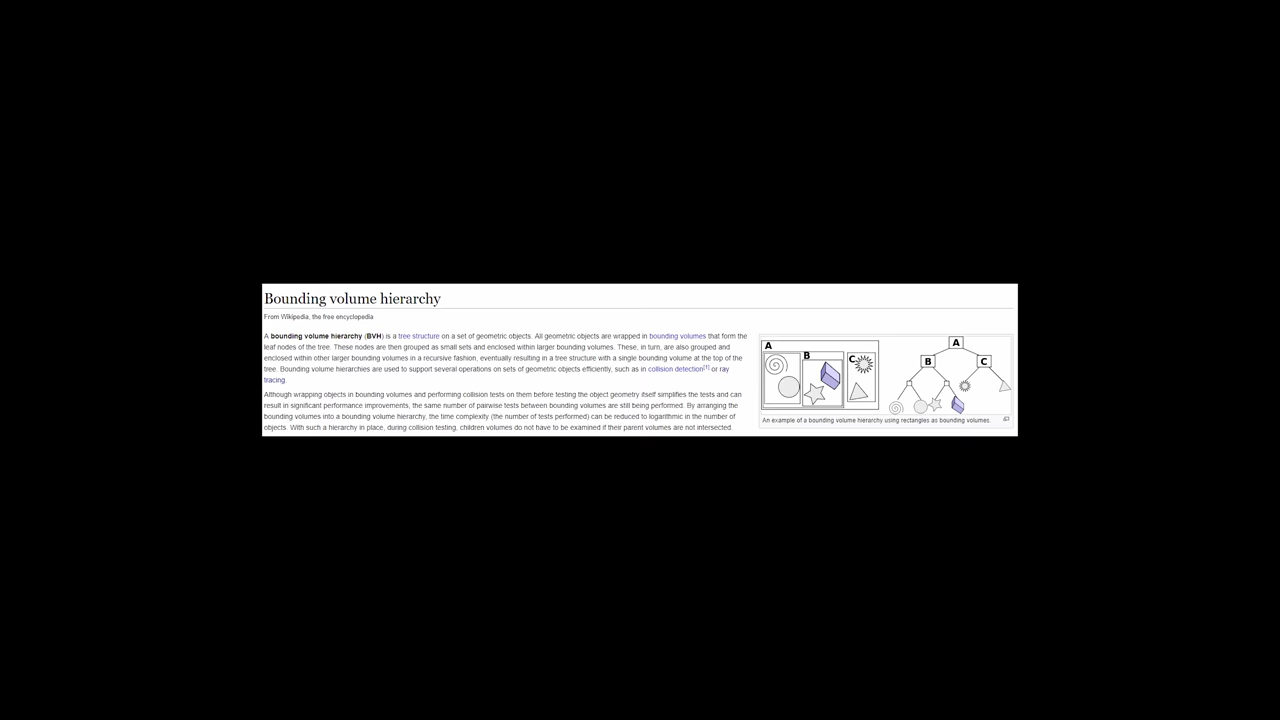 Bounding volume hierarchy
From Wikipedia, the free encyclopedia
A bounding volume hierarchy (BVH) is a tree structure on a set of geometric objects. All geometric objects are wrapped in bounding volumes that form the
leaf nodes of the tree. These nodes are then grouped as small sets and enclosed within larger bounding volumes. These, in turn, are also grouped and
enclosed within other larger bounding volumes in a recursive fashion, eventually resulting in a tree structure with a single bounding volume at the top of the
tree. Bounding volume hierarchies are used to support several operations on sets of geometric objects efficiently, such as in collision detection[1] or ray
tracing.
Although wrapping objects in bounding volumes and performing collision tests on them before testing the object geometry itself simplifies the tests and can
result in significant performance improvements, the same number of pairwise tests between bounding volumes are still being performed. By arranging the
bounding volumes into a bounding volume hierarchy, the time complexity (the number of tests performed) can be reduced to logarithmic in the number of
objects. With such a hierarchy in place, during collision testing, children volumes do not have to be examined if their parent volumes are not intersected.
A
B
C
A
B
C
An example of a bounding volume hierarchy using rectangles as bounding volumes.